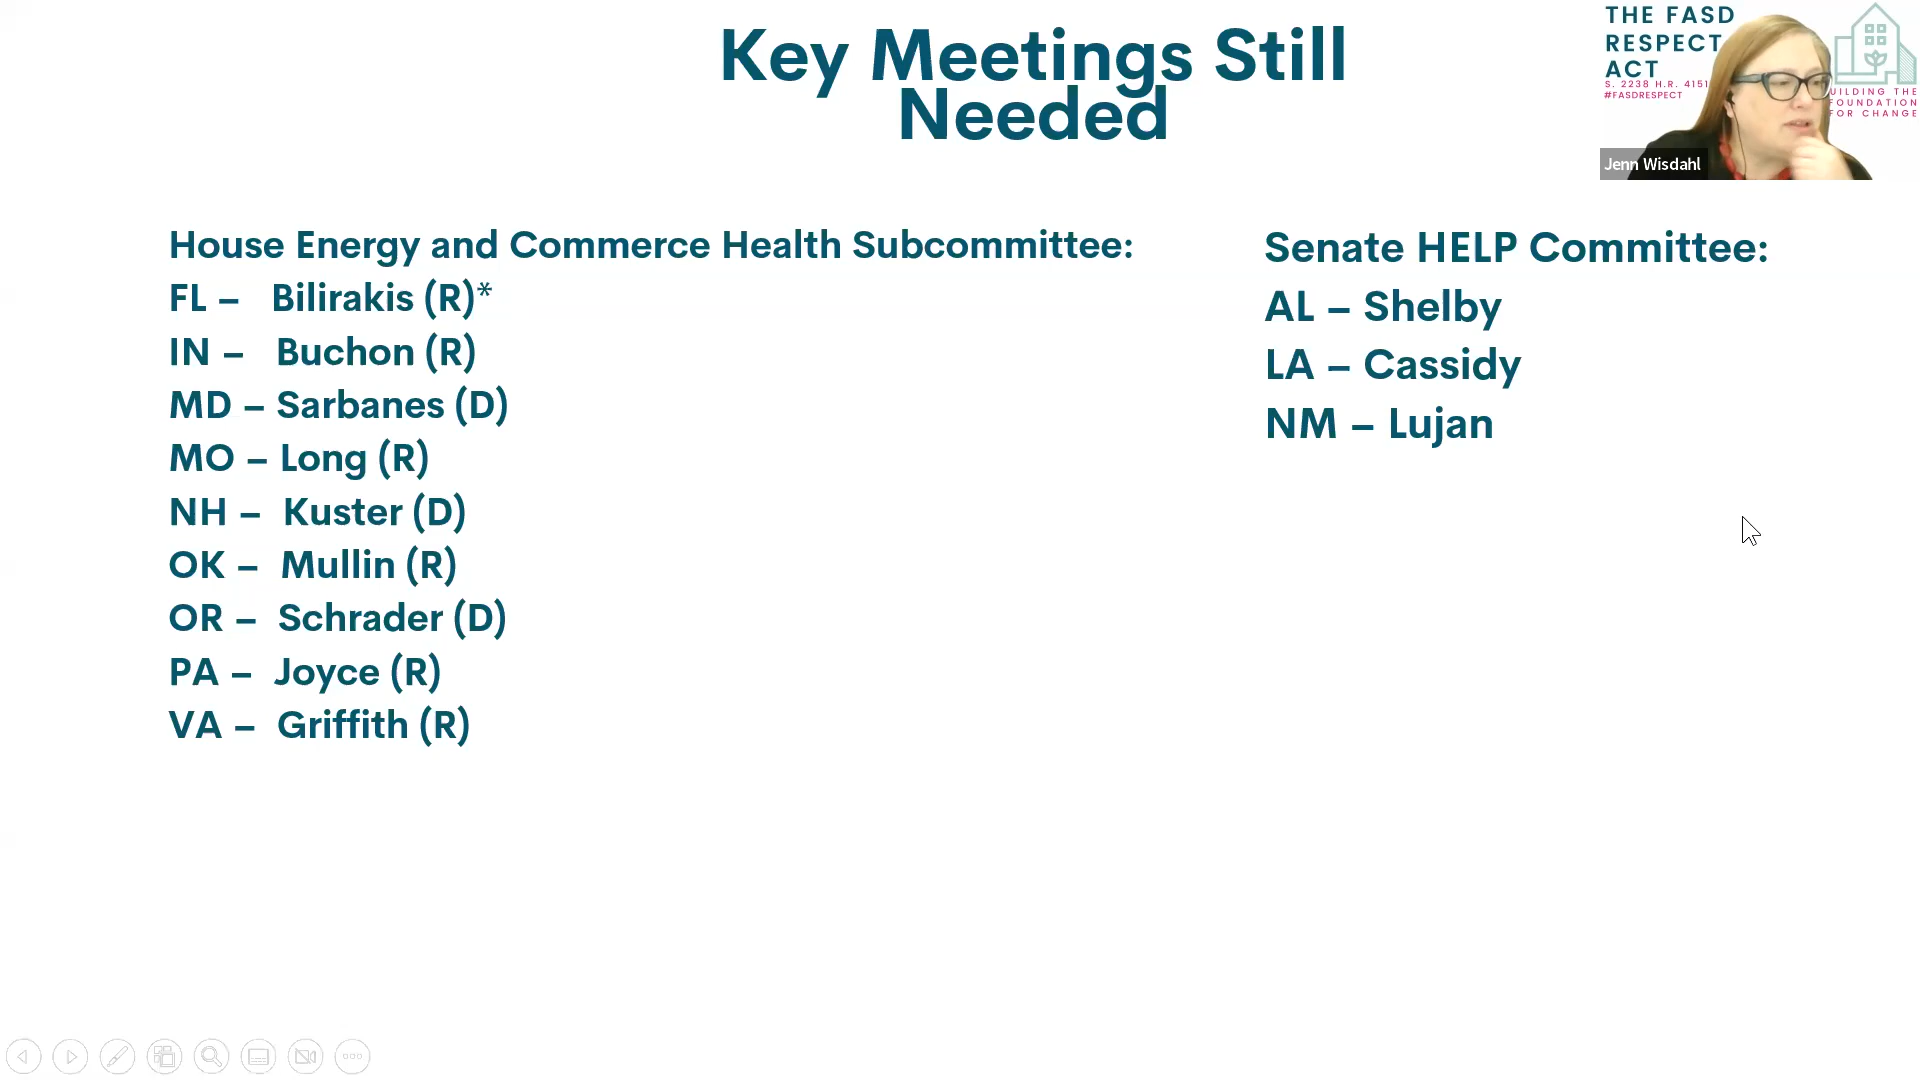 Key Meetings Still
Needed
THE FASD
RESPECT
ACT
S. 2238 H.R. 4151
#FASDRESPECT
UILDING THE
FOUNDATION
FOR CHANGE
Jenn Wisdahl
House Energy and Commerce Health Subcommittee:
FL – Bilirakis (R)*
IN – Buchon (R)
MD – Sarbanes (D)
MO – Long (R)
NH – Kuster (D)
OK – Mullin (R)
OR – Schrader (D)
PA – Joyce (R)
VA – Griffith (R)
Senate HELP Committee:
AL – Shelby
LA – Cassidy
NM – Lujan